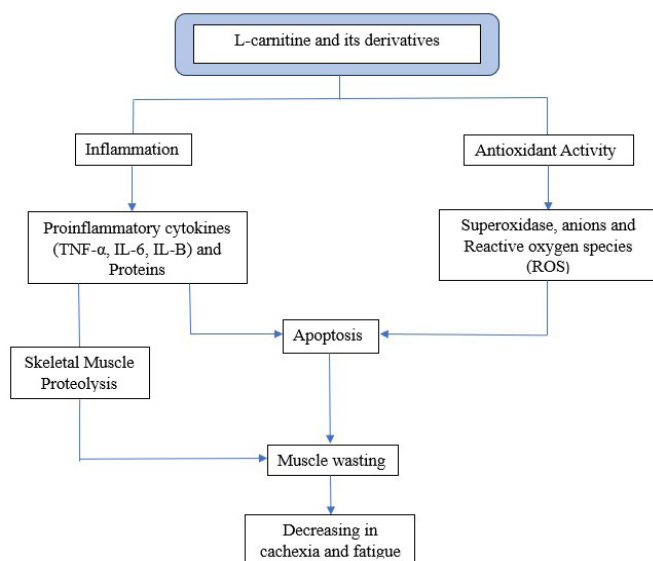 L-carnitine and its derivatives
Inflammation
Antioxidant Activity
Proinflammatory cytokines
(TNF-α, IL-6, IL-B) and
Proteins
Superoxidase, anions and
Reactive oxygen species
(ROS)
Apoptosis
Skeletal Muscle
Proteolysis
Muscle wasting
Decreasing in
cachexia and fatigue